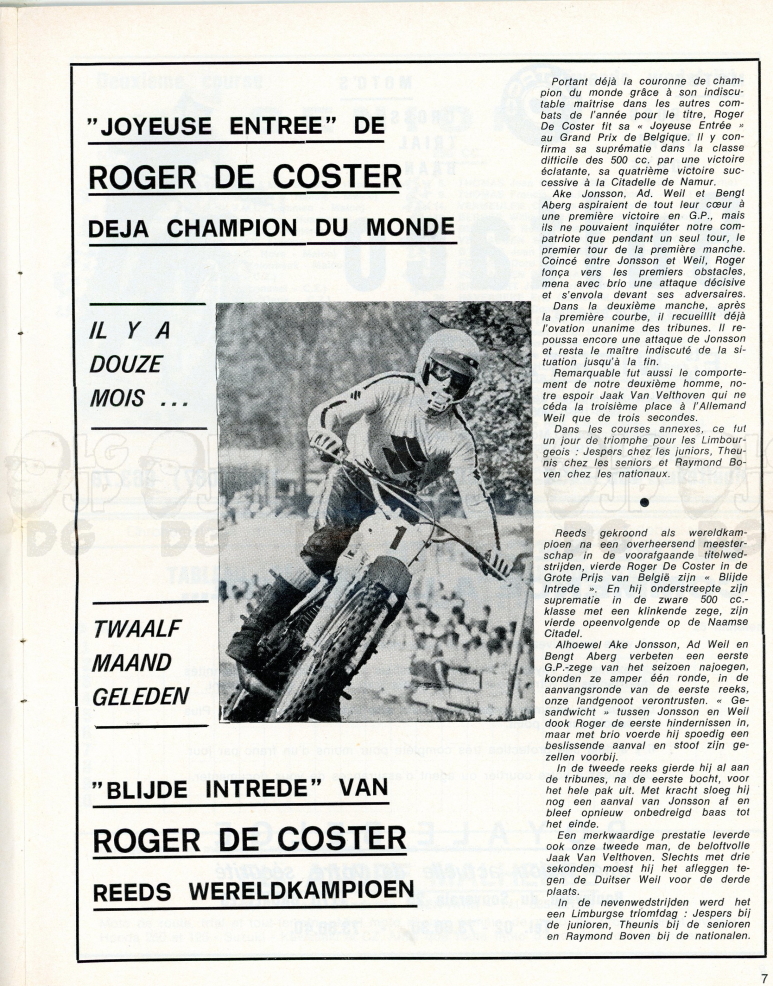 "JOYEUSE ENTREE" DE
ROGER DE COSTER
DEJA CHAMPION DU MONDE
IL Y A
DOUZE
MOIS ...
1
TWAALF
MAAND
GELEDEN
"BLIJDE INTREDE" VAN
ROGER DE COSTER
REEDS WERELDKAMPIOEN
Portant déjà la couronne de cham-
pion du monde grâce à son indiscu-
table maîtrise dans les autres com-
bats de l'année pour le titre, Roger
De Coster fit sa « Joyeuse Entrée »
au Grand Prix de Belgique. Il y con-
firma sa suprématie dans la classe
difficile des 500 cc. par une victoire
éclatante, sa quatrième victoire suc-
cessive à la Citadelle de Namur.
Ake Jonsson, Ad. Weil et Bengt
Aberg aspiraient de tout leur cœur à
une première victoire en G.P., mais
ils ne pouvaient inquiéter notre com-
patriote que pendant un seul tour, le
premier tour de la première manche.
Coincé entre Jonsson et Weil, Roger
fonça vers les premiers obstacles,
mena avec brio une attaque décisive
et s'envola devant ses adversaires.
Dans la deuxième manche, après
la première courbe, il recueillit déjà
l'ovation unanime des tribunes. Il re-
poussa encore une attaque de Jonsson
et resta le maître indiscuté de la si-
tuation jusqu'à la fin.
Remarquable fut aussi le comporte-
ment de notre deuxième homme, no-
tre espoir Jaak Van Velthoven qui ne
céda la troisième place à l'Allemand
Weil que de trois secondes.
Dans les courses annexes, ce fut
un jour de triomphe pour les Limbour-
geois : Jespers chez les juniors, Theu-
nis chez les seniors et Raymond Bo-
ven chez les nationaux.
Reeds gekroond als wereldkam-
pioen na een overheersend meester-
schap in de voorafgaande titelwed-
strijden, vierde Roger De Coster in de
Grote Prijs van België zijn « Blijde
Intrede ». En hij onderstreepte zijn
suprematie in de zware 500 cc.-
klasse met een klinkende zege, zijn
vierde opeenvolgende op de Naamse
Citadel.
Alhoewel Ake Jonsson, Ad Weil en
Bengt Aberg verbeten een eerste
G.P.-zege van het seizoen najoegen,
konden ze amper één ronde, in de
aanvangsronde van de eerste reeks,
onze landgenoot verontrusten. « Ge-
sandwicht » tussen Jonsson en Weil
dook Roger de eerste hindernissen in,
maar met brio voerde hij spoedig een
beslissende aanval en stoof zijn ge-
zellen voorbij.
In de tweede reeks gierde hij al aan
de tribunes, na de eerste bocht, voor
het hele pak uit. Met kracht sloeg hij
nog een aanval van Jonsson af en
bleef opnieuw onbedreigd baas tot
het einde.
Een merkwaardige prestatie leverde
ook onze tweede man, de beloftvolle
Jaak Van Velthoven. Slechts met drie
sekonden moest hij het afleggen te-
gen de Duitser Weil voor de derde
plaats.
In de nevenwedstrijden werd het
een Limburgse triomfdag : Jespers bij
de junioren, Theunis bij de senioren
en Raymond Boven bij de nationalen.
LG
JP
DG
7